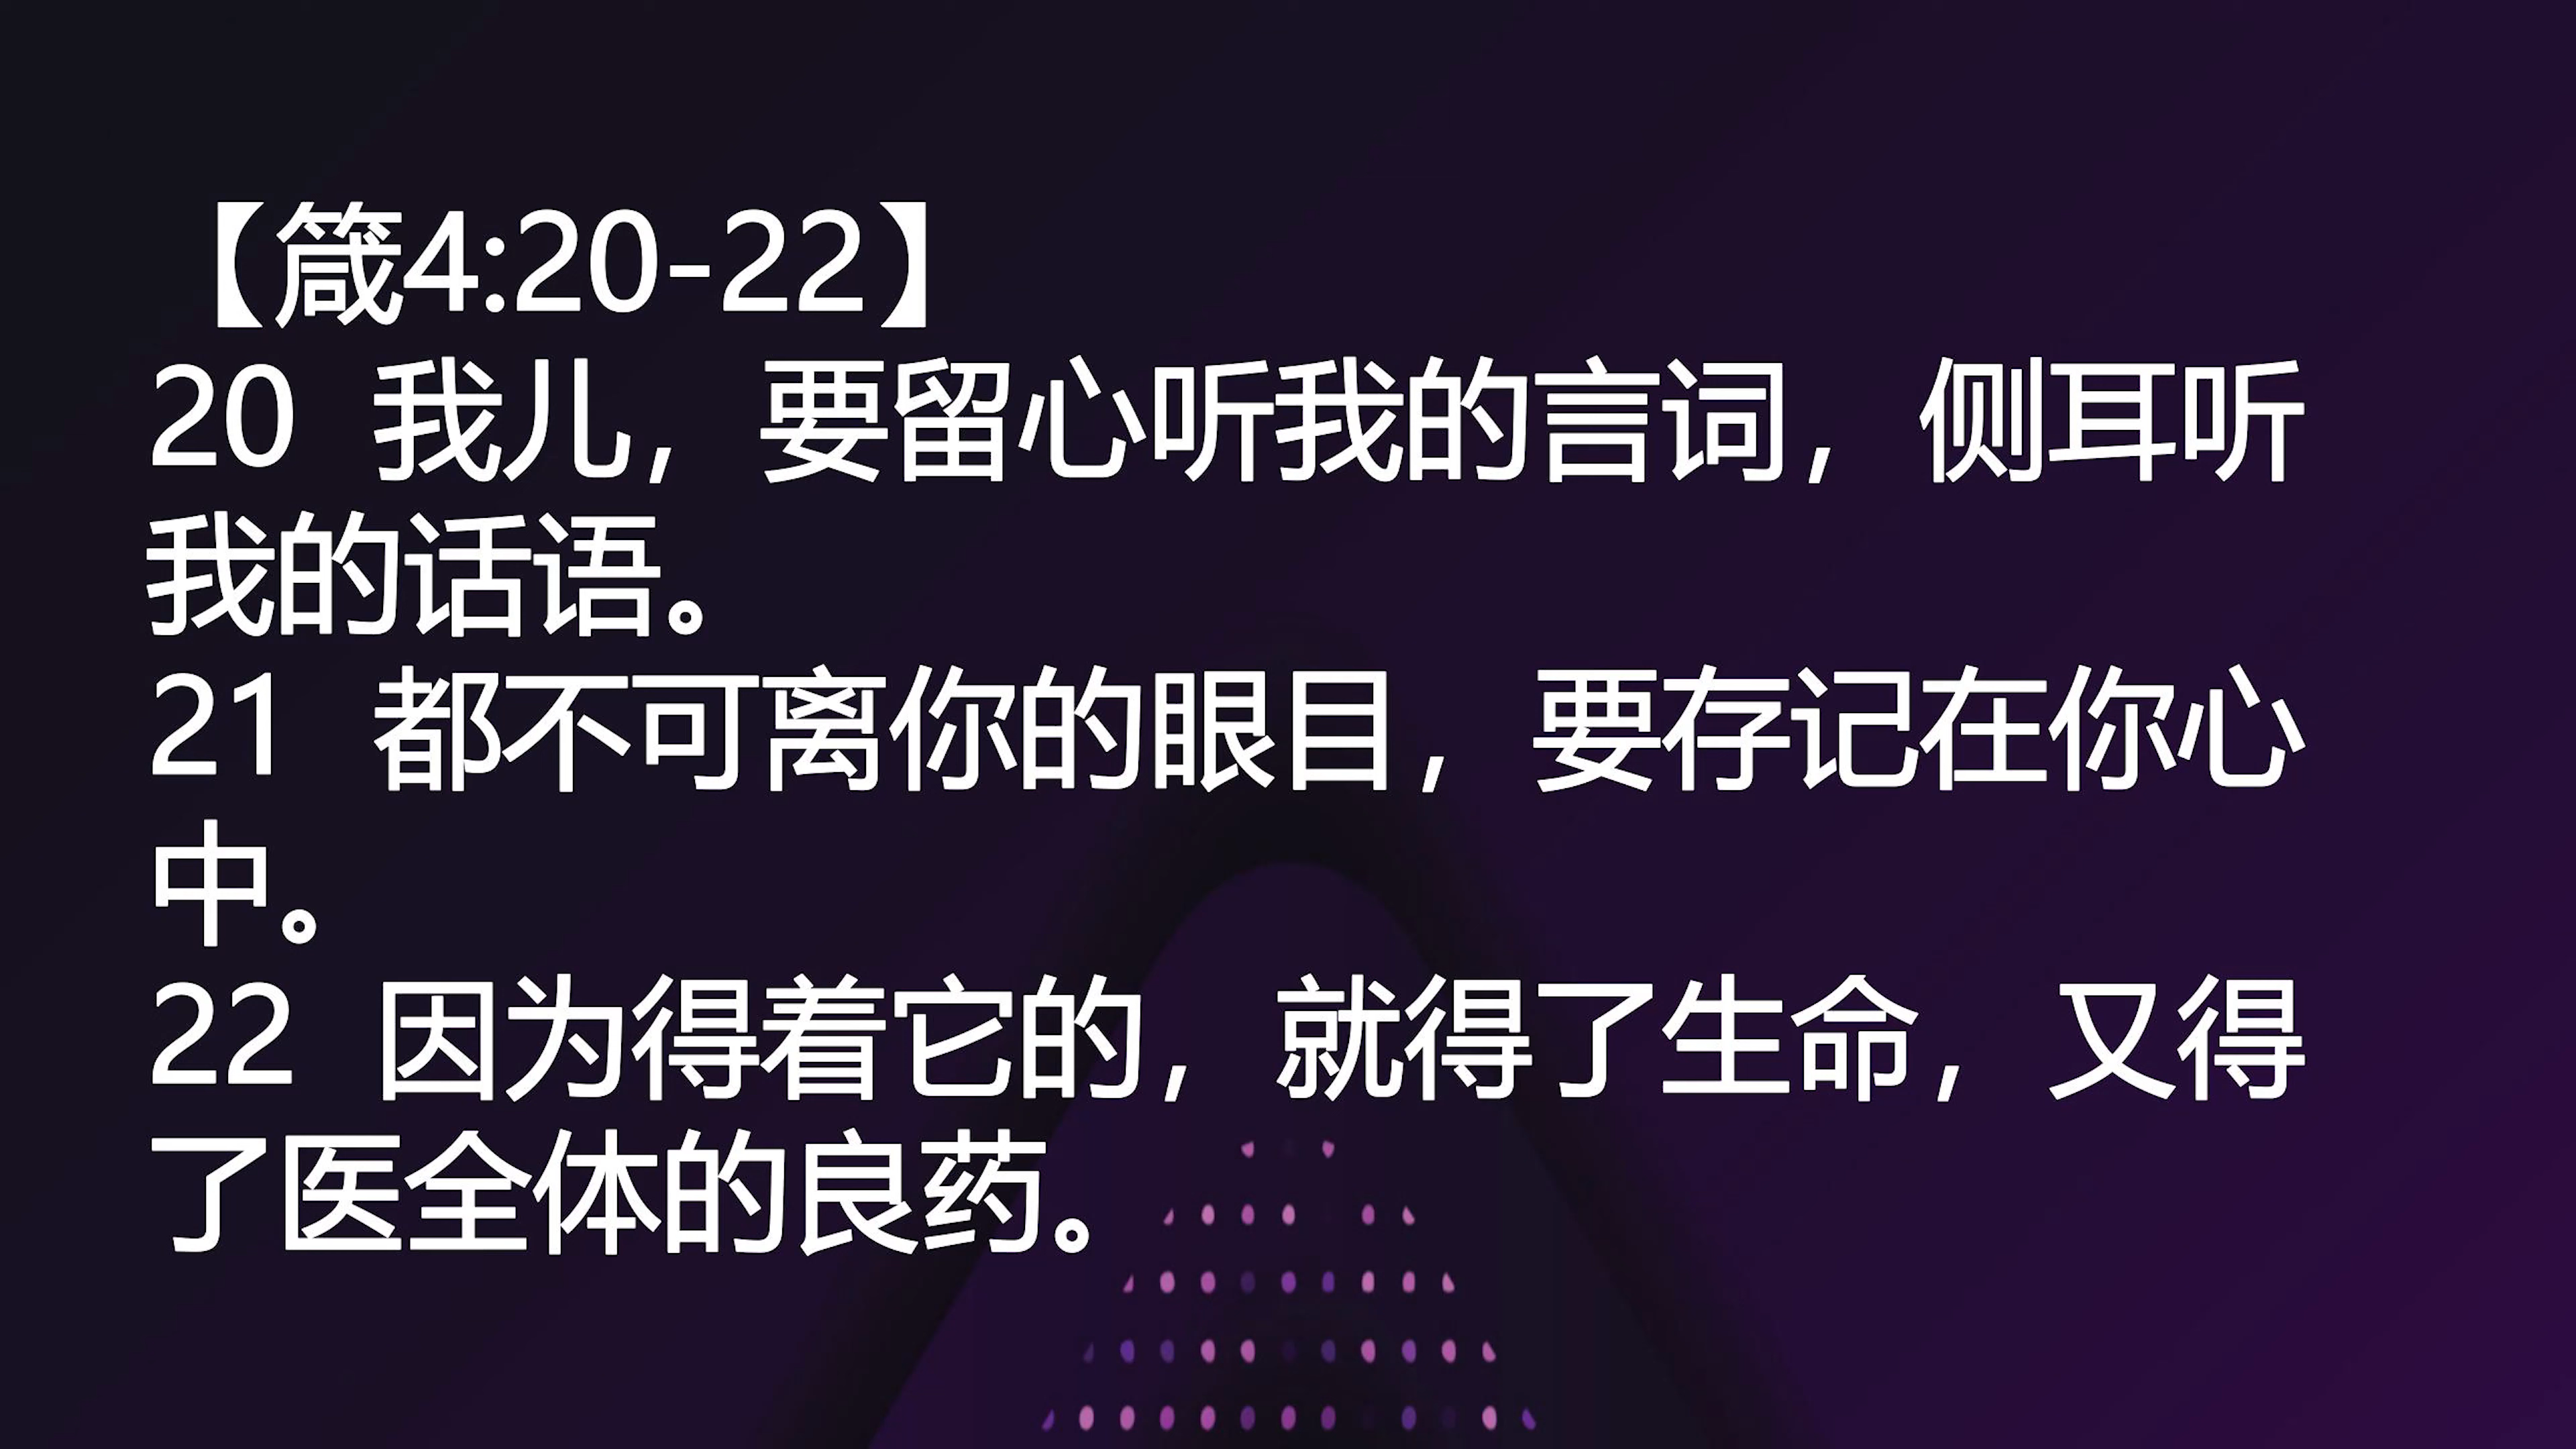 【箴4:20-22】
20 我儿，要留心听我的言词，侧耳听
我的话语。
21 都不可离你的眼目，要存记在你心
中。
22 因为得着它的，就得了生命，又得
了医全体的良药。